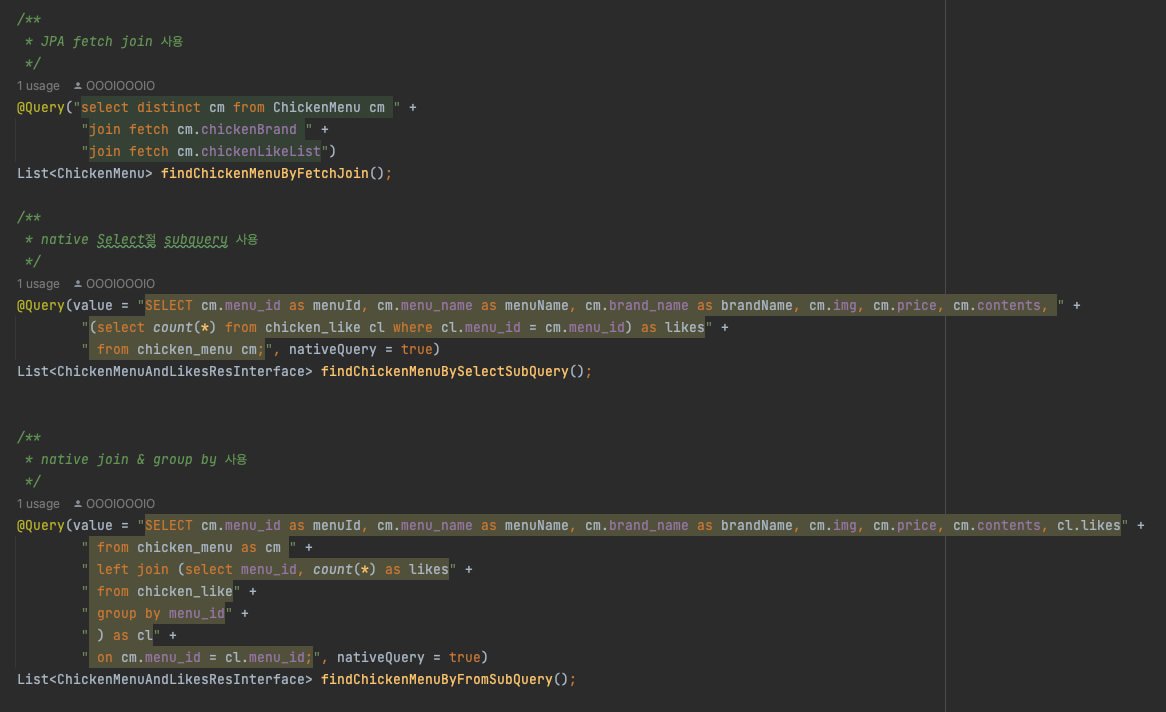 /**
 * JPA fetch join 사용
 */
1 usage OOOIOOOIO
@Query("select distinct cm from ChickenMenu cm " +
        "join fetch cm.chickenBrand " +
        "join fetch cm.chickenLikeList")
List<ChickenMenu> findChickenMenuByFetchJoin();
/**
 * native Select절 subquery 사용
 */
1 usage OOOIOOOIO
@Query(value = "SELECT cm.menu_id as menuId, cm.menu_name as menuName, cm.brand_name as brandName, cm.img, cm.price, cm.contents, " +
        "(select count(*) from chicken_like cl where cl.menu_id = cm.menu_id) as likes" +
        " from chicken_menu cm;", nativeQuery = true)
List<ChickenMenuAndLikesResInterface> findChickenMenuBySelectSubQuery();
/**
 * native join & group by 사용
 */
1 usage OOOIOOOIO
@Query(value = "SELECT cm.menu_id as menuId, cm.menu_name as menuName, cm.brand_name as brandName, cm.img, cm.price, cm.contents, cl.likes" +
        " from chicken_menu as cm " +
        " left join (select menu_id, count(*) as likes" +
        " from chicken_like" +
        " group by menu_id" +
        " ) as cl" +
        " on cm.menu_id = cl.menu_id;", nativeQuery = true)
List<ChickenMenuAndLikesResInterface> findChickenMenuByFromSubQuery();